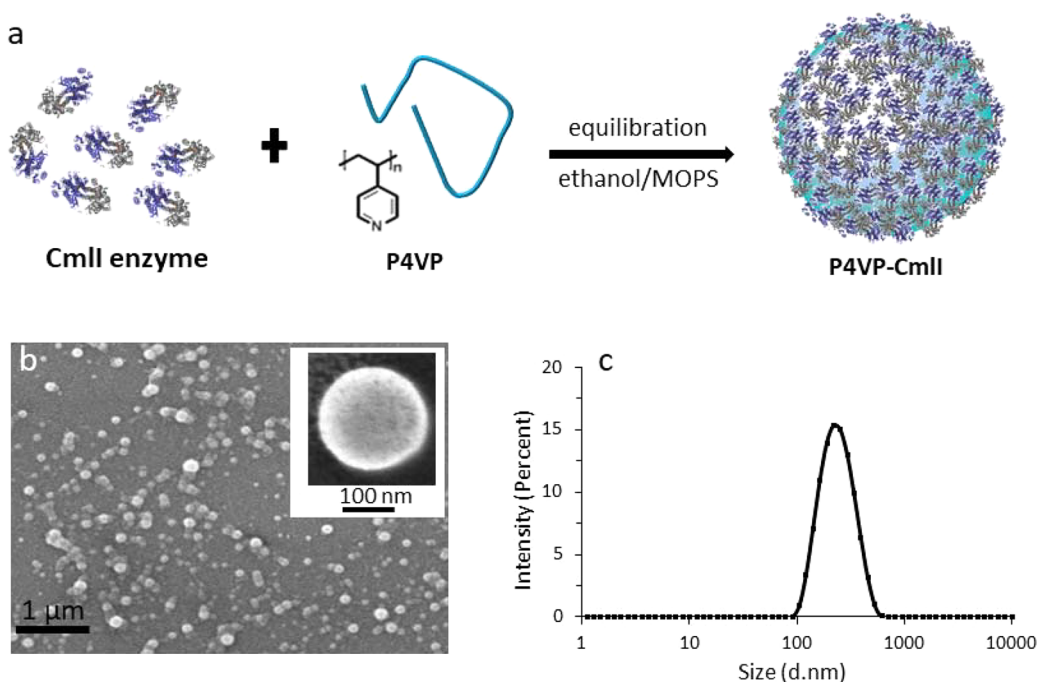 a
+
[ ]n
N
equilibration
ethanol/MOPS
CmlI enzyme
P4VP
P4VP-CmlI
b
100 nm
1 μm
c
Intensity (Percent)
20
15
10
5
0
1
10
100
1000
10000
Size (d.nm)